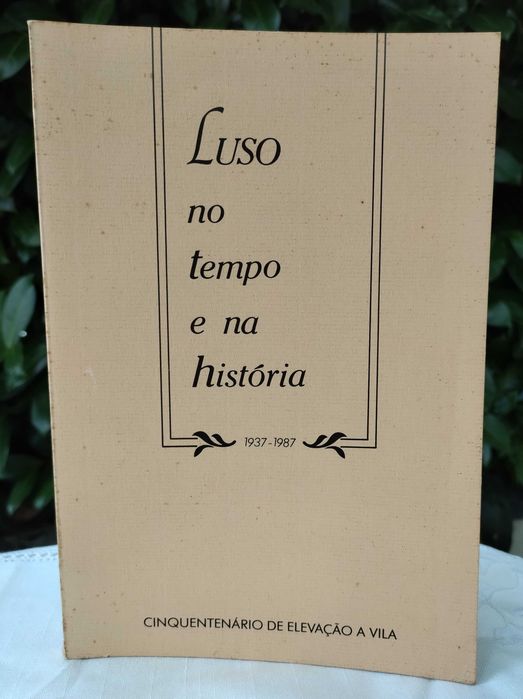 Luso
no
tempo
e na
história
1937-1987
CINQUENTENÁRIO DE ELEVAÇÃO A VILA